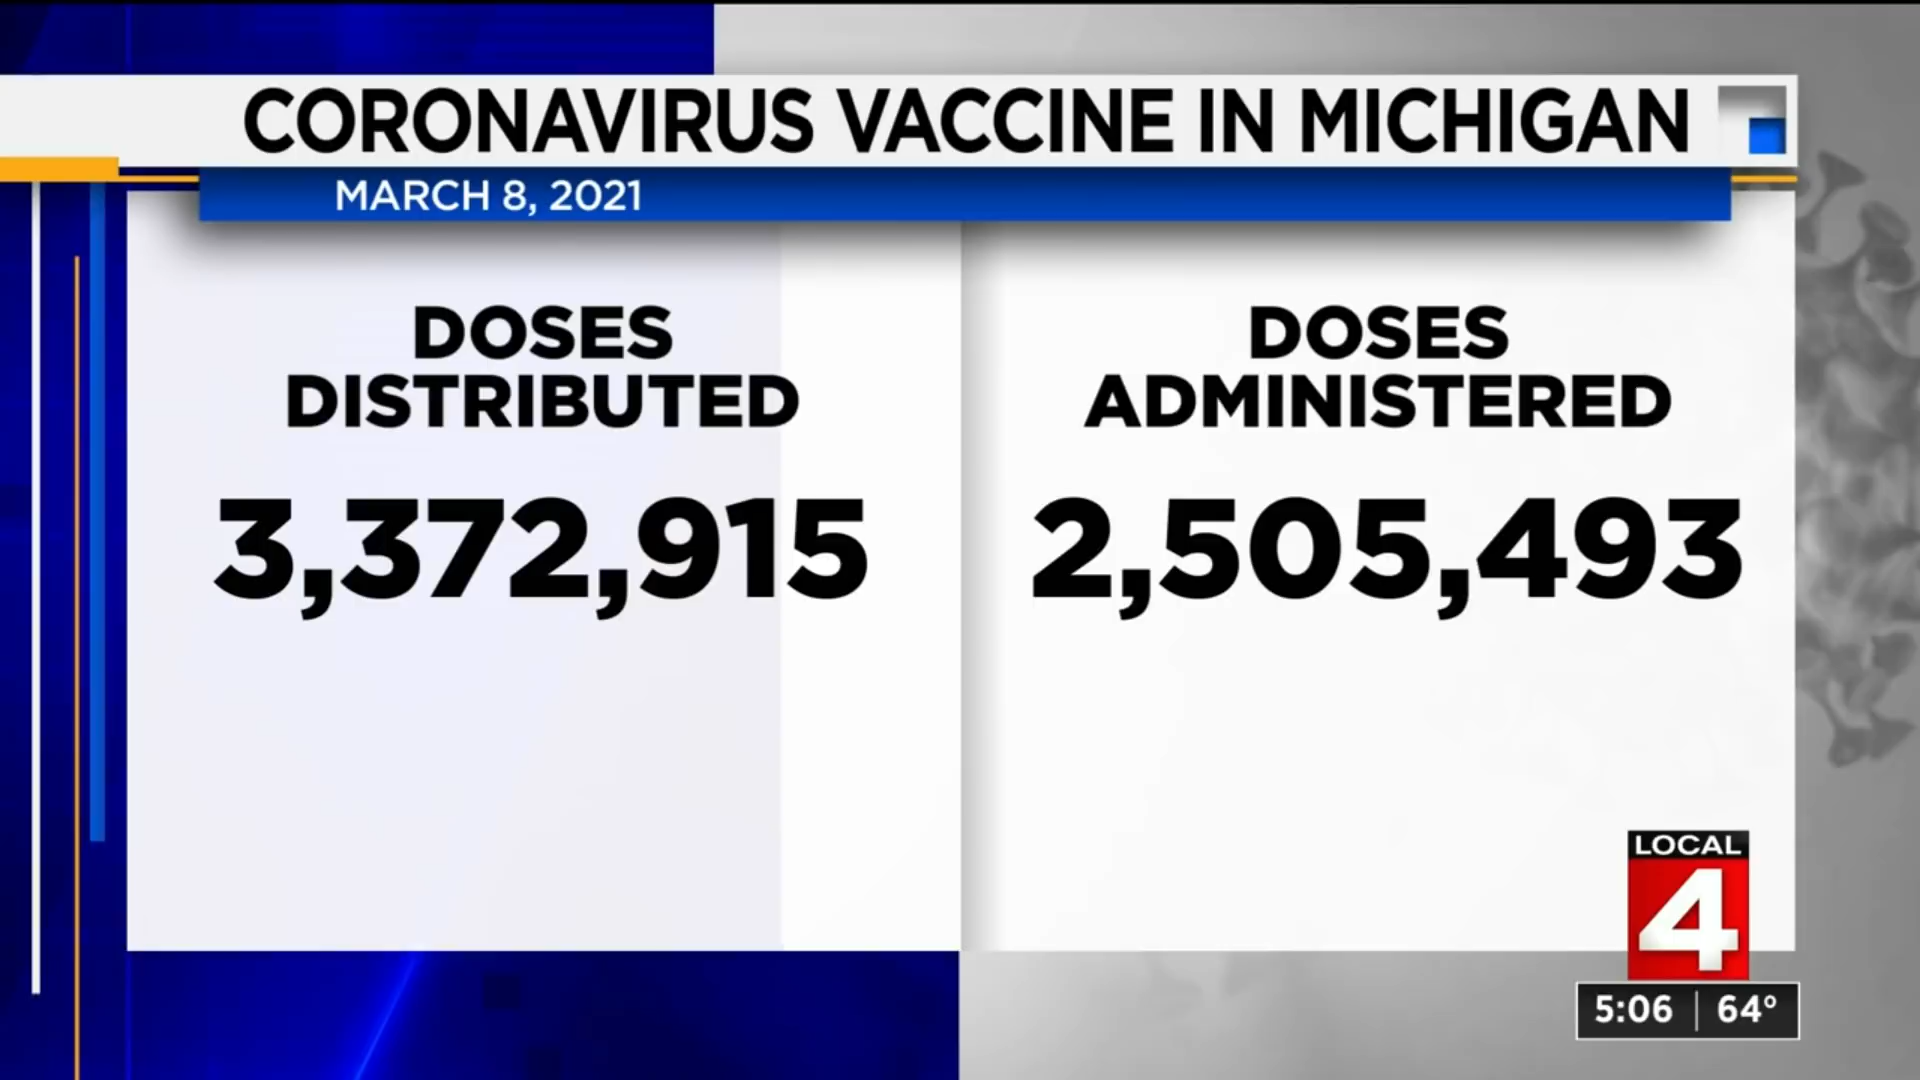 CORONAVIRUS VACCINE IN MICHIGAN
MARCH 8, 2021
DOSES
DISTRIBUTED
3,372,915
DOSES
ADMINISTERED
2,505,493
LOCAL
4
5:06 | 64°